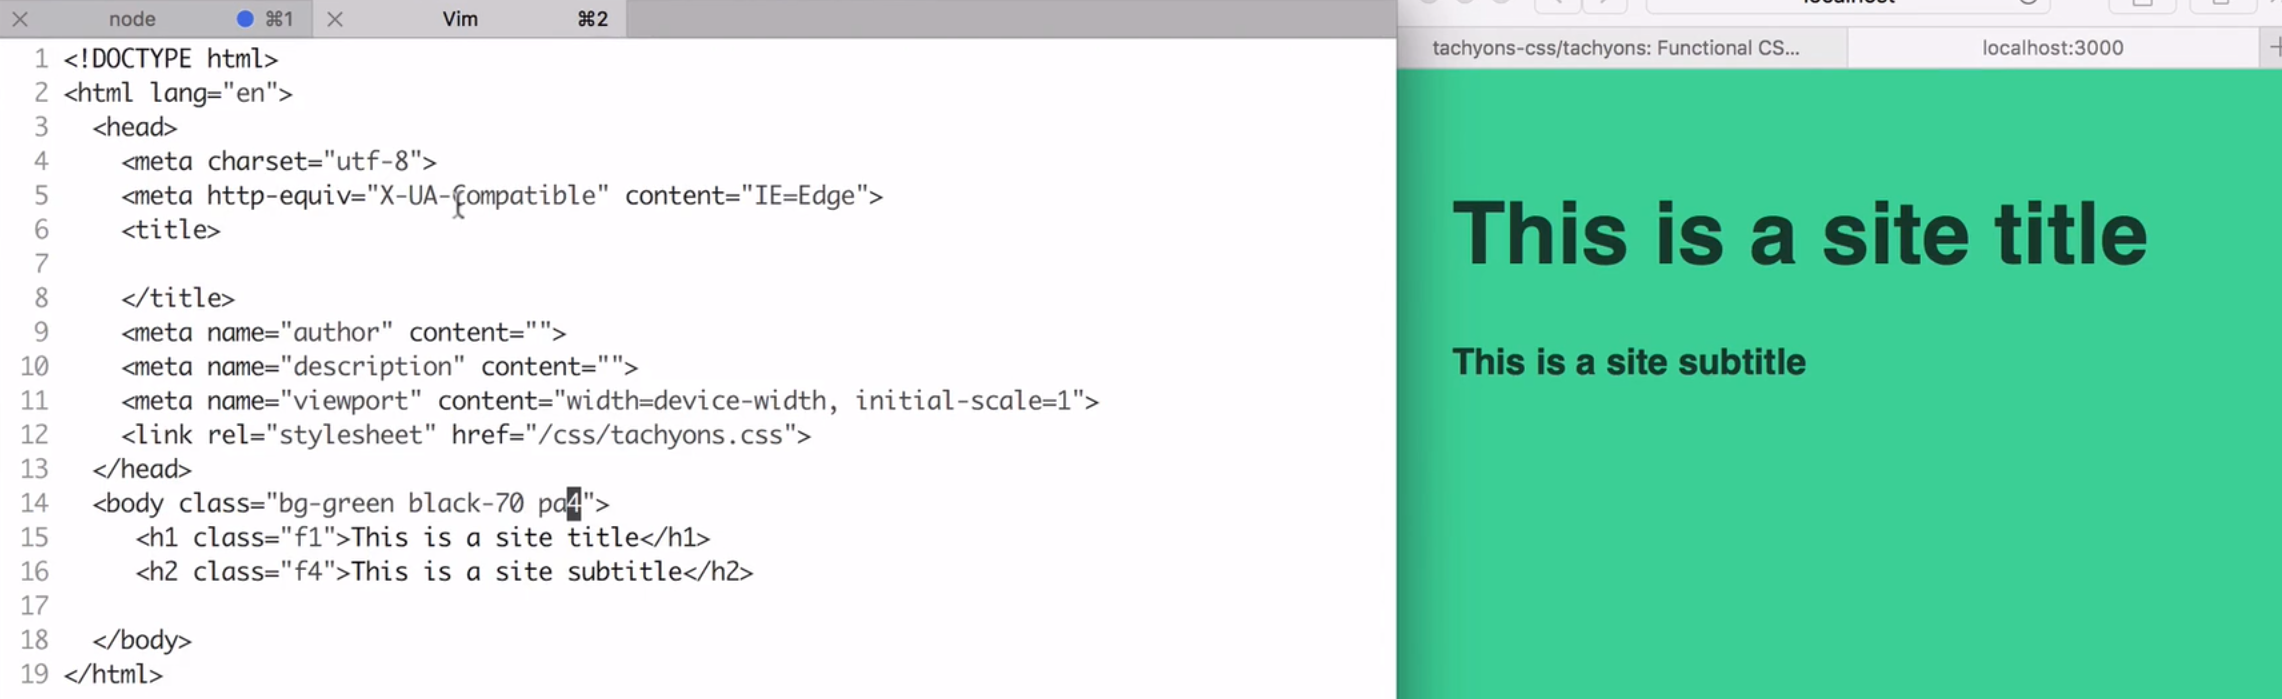 node ⌘1 Vim ⌘2
1 <!DOCTYPE html>
2 <html lang="en">
3   <head>
4     <meta charset="utf-8">
5     <meta http-equiv="X-UA-Compatible" content="IE=Edge">
6     <title>
7
8     </title>
9     <meta name="author" content="">
10     <meta name="description" content="">
11     <meta name="viewport" content="width=device-width, initial-scale=1">
12     <link rel="stylesheet" href="/css/tachyons.css">
13   </head>
14   <body class="bg-green black-70 pa4">
15      <h1 class="f1">This is a site title</h1>
16      <h2 class="f4">This is a site subtitle</h2>
17
18   </body>
19 </html>
localhost
tachyons-css/tachyons: Functional CS... localhost:3000
This is a site title
This is a site subtitle